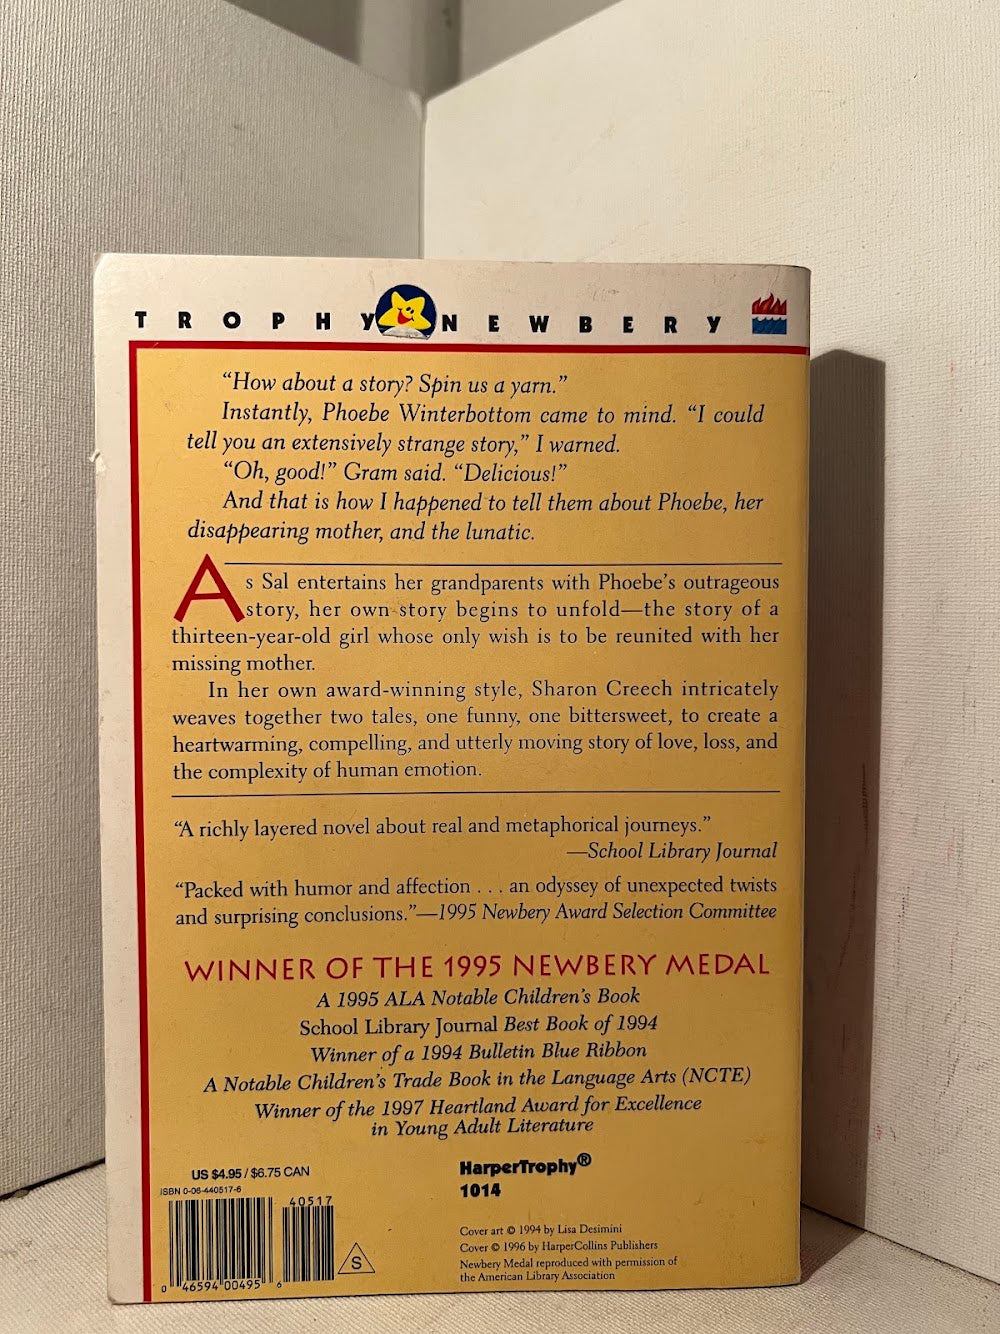 TROPHY NEWBERY
“How about a story? Spin us a yarn.”
Instantly, Phoebe Winterbottom came to mind. “I could
tell you an extensively strange story,” I warned.
“Oh, good!” Gram said. “Delicious!”
And that is how I happened to tell them about Phoebe, her
disappearing mother, and the lunatic.
As Sal entertains her grandparents with Phoebe’s outrageous
story, her own story begins to unfold—the story of a
thirteen-year-old girl whose only wish is to be reunited with her
missing mother.
In her own award-winning style, Sharon Creech intricately
weaves together two tales, one funny, one bittersweet, to create a
heartwarming, compelling, and utterly moving story of love, loss, and
the complexity of human emotion.
“A richly layered novel about real and metaphorical journeys.”
—School Library Journal
“Packed with humor and affection . . . an odyssey of unexpected twists
and surprising conclusions.”—1995 Newbery Award Selection Committee
WINNER OF THE 1995 NEWBERY MEDAL
A 1995 ALA Notable Children’s Book
School Library Journal Best Book of 1994
Winner of a 1994 Bulletin Blue Ribbon
A Notable Children’s Trade Book in the Language Arts (NCTE)
Winner of the 1997 Heartland Award for Excellence
in Young Adult Literature
US $4.95 / $6.75 CAN
ISBN 0-06-440517-6
40517
0 46594 00495 6
S
HarperTrophy®
1014
Cover art © 1994 by Lisa Desimini
Cover © 1996 by HarperCollins Publishers
Newbery Medal reproduced with permission of
the American Library Association